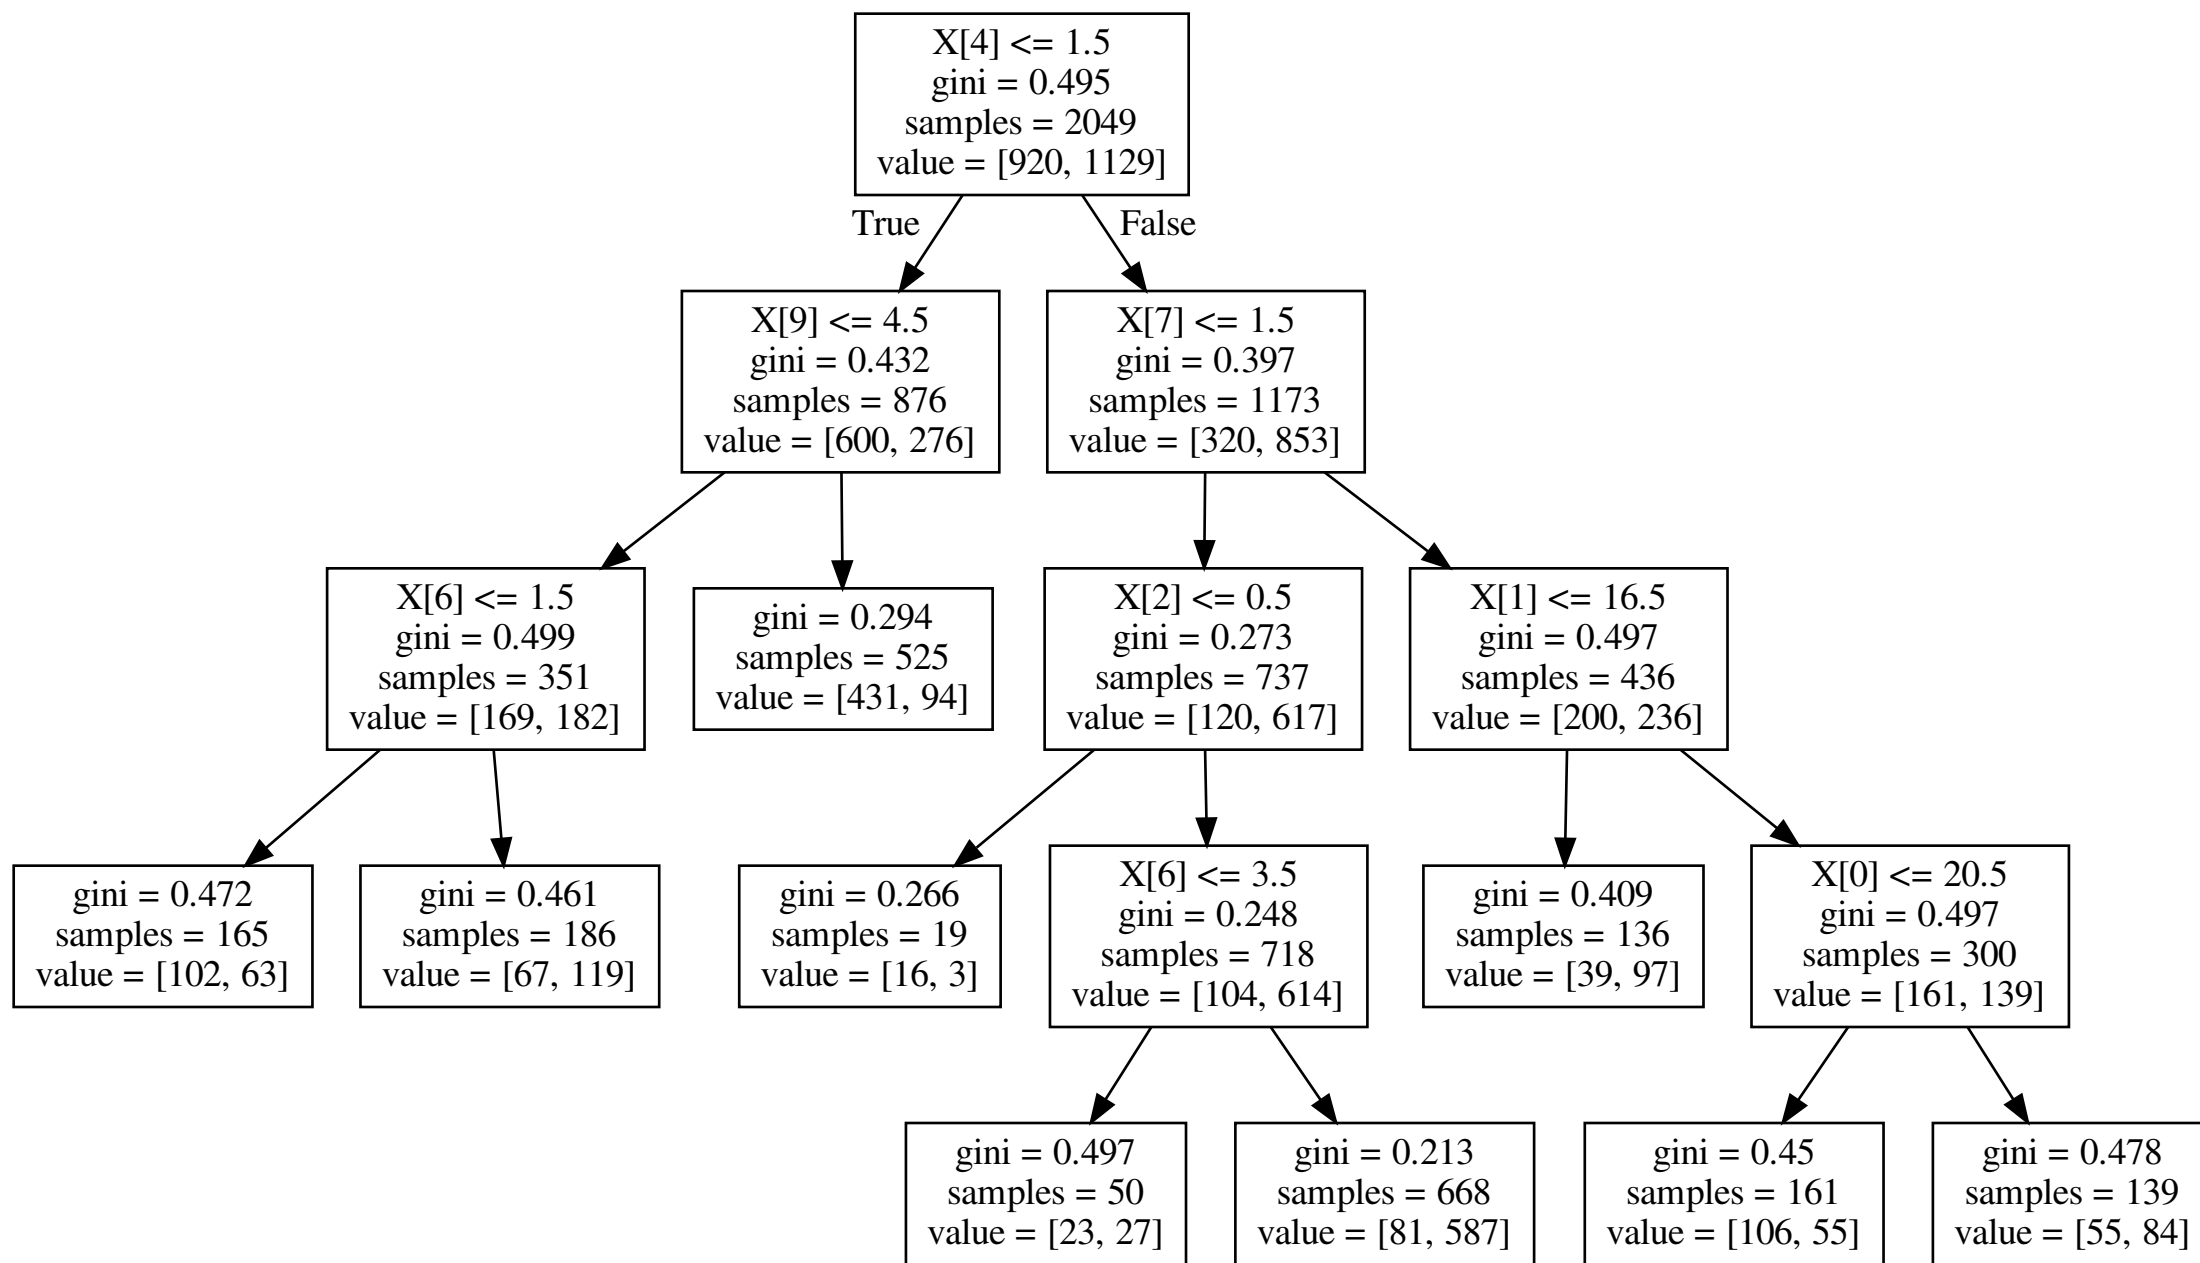 X[4] <= 1.5
gini = 0.495
samples = 2049
value = [920, 1129]
True
False
X[9] <= 4.5
gini = 0.432
samples = 876
value = [600, 276]
X[7] <= 1.5
gini = 0.397
samples = 1173
value = [320, 853]
X[6] <= 1.5
gini = 0.499
samples = 351
value = [169, 182]
gini = 0.294
samples = 525
value = [431, 94]
X[2] <= 0.5
gini = 0.273
samples = 737
value = [120, 617]
X[1] <= 16.5
gini = 0.497
samples = 436
value = [200, 236]
gini = 0.472
samples = 165
value = [102, 63]
gini = 0.461
samples = 186
value = [67, 119]
gini = 0.266
samples = 19
value = [16, 3]
X[6] <= 3.5
gini = 0.248
samples = 718
value = [104, 614]
gini = 0.409
samples = 136
value = [39, 97]
X[0] <= 20.5
gini = 0.497
samples = 300
value = [161, 139]
gini = 0.497
samples = 50
value = [23, 27]
gini = 0.213
samples = 668
value = [81, 587]
gini = 0.45
samples = 161
value = [106, 55]
gini = 0.478
samples = 139
value = [55, 84]